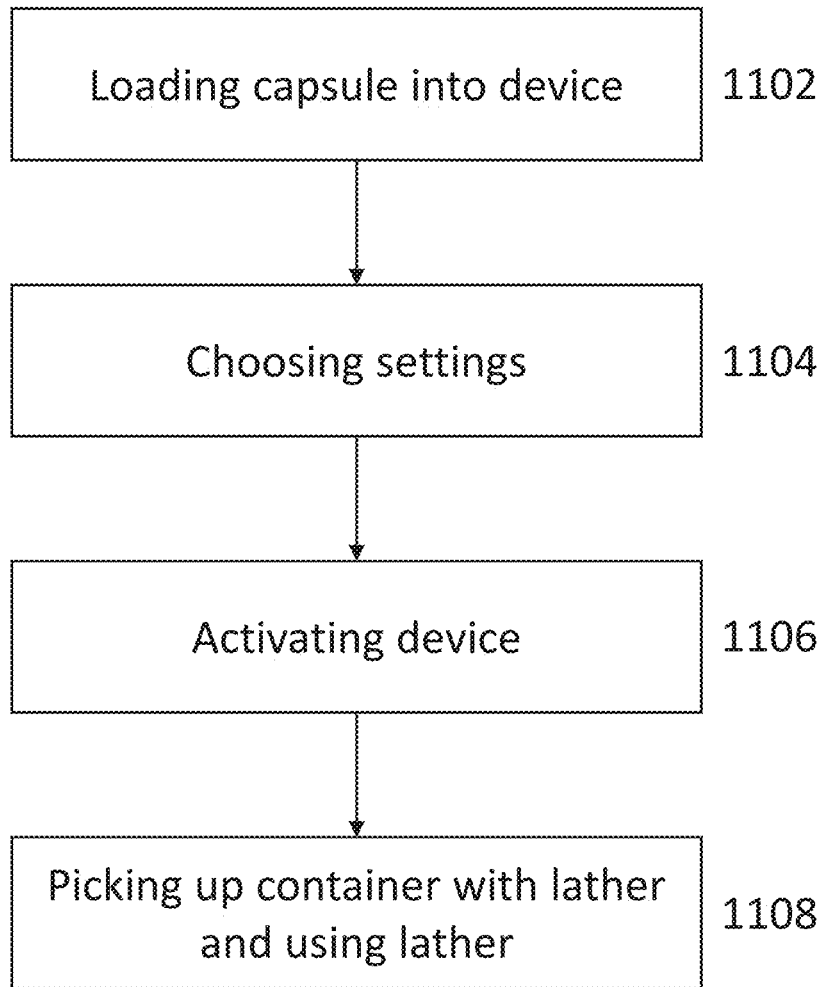 Loading capsule into device 1102
Choosing settings 1104
Activating device 1106
Picking up container with lather
and using lather 1108